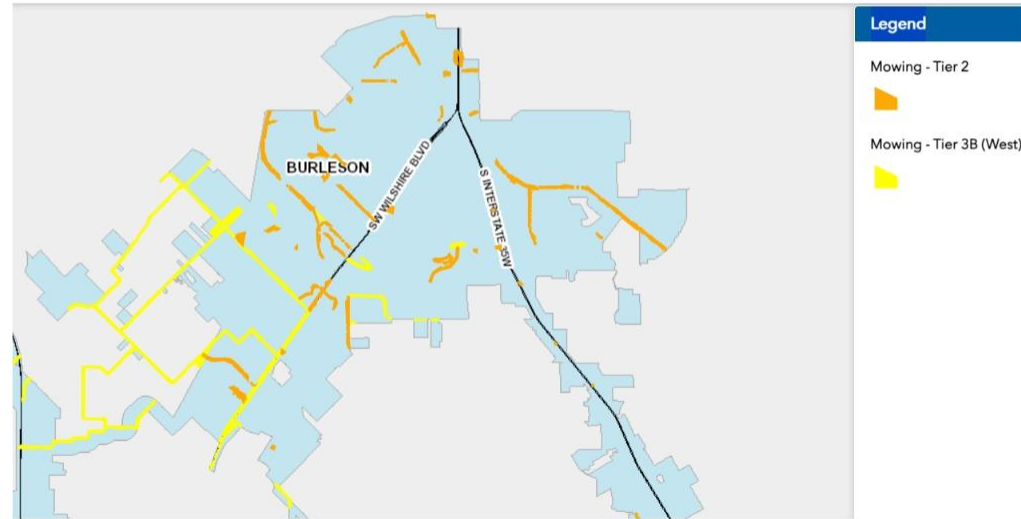 Legend
Mowing - Tier 2
Mowing - Tier 3B (West)
BURLESON
SW WILSHIRE BLVD
S INTERSTATE 35W